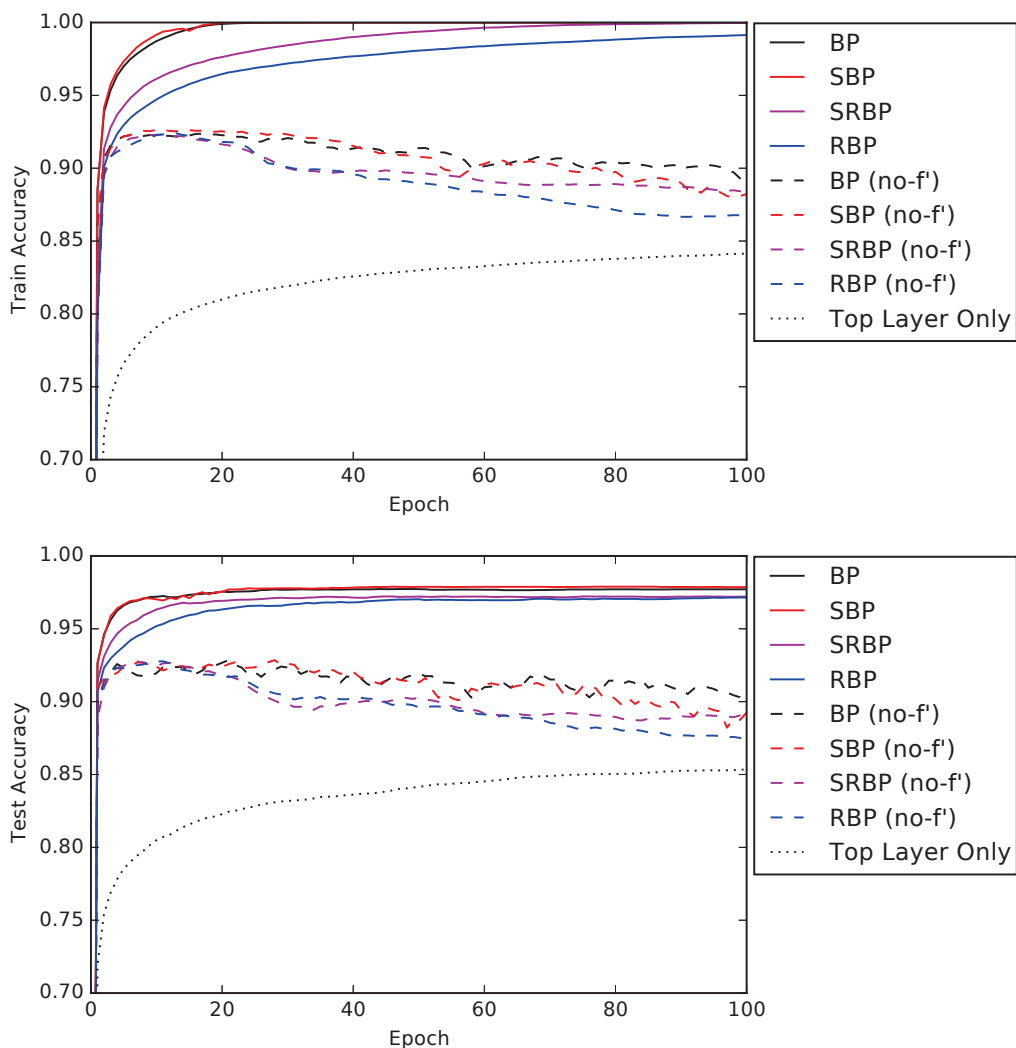 1.00
0.95
0.90
0.85
0.80
0.75
0.70
Train Accuracy
0 20 40 60 80 100
Epoch
BP
SBP
SRBP
RBP
BP (no-f')
SBP (no-f')
SRBP (no-f')
RBP (no-f')
Top Layer Only
1.00
0.95
0.90
0.85
0.80
0.75
0.70
Test Accuracy
0 20 40 60 80 100
Epoch
BP
SBP
SRBP
RBP
BP (no-f')
SBP (no-f')
SRBP (no-f')
RBP (no-f')
Top Layer Only